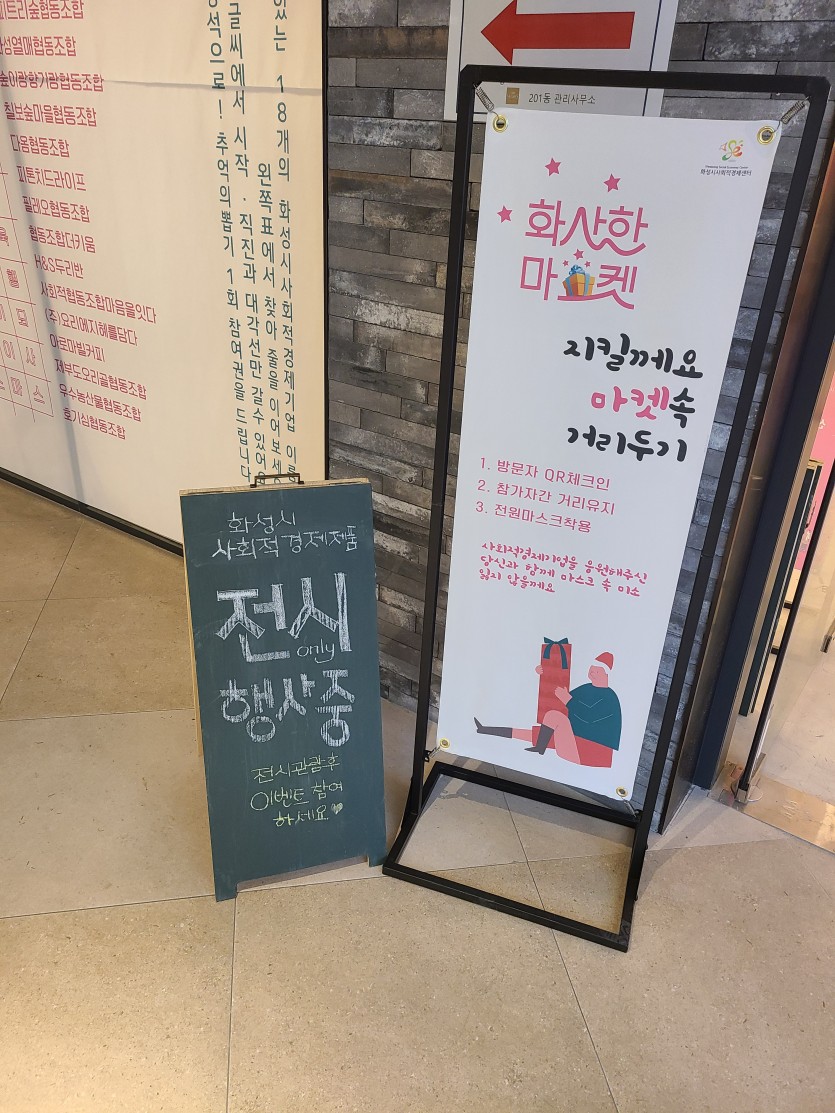 피트리숲협동조합
화성열매협동조합
숲이랑향기랑협동조합
칠보숲마을협동조합
다옴협동조합
피톤치드라이프
필레오협동조합
협동조합더키움
H&S두리반
사회적협동조합마음을잇다
(주)요리에지혜를담다
아로마빌커피
제부도오리골협동조합
우수농산물협동조합
호기심협동조합
있는 18개의 화성시사회적경제기업 이름
왼쪽표에서 찾아 줄을 이어보세
글씨에서 시작 · 직진과 대각선만 갈수있어
경석으로! 추억의뽑기 1회 참여권을 드립니다
화성시
사회적경제제품
전시
only
행사중
전시관람후
이벤트 참여
하세요
201동 관리사무소
화성시사회적경제센터
화사한
마켓
지킬께요
마켓속
거리두기
1. 방문자 QR체크인
2. 참가자간 거리유지
3. 전원마스크착용
사회적경제기업을 응원해주신
당신과 함께 마스크 속 미소
잃지 않을께요